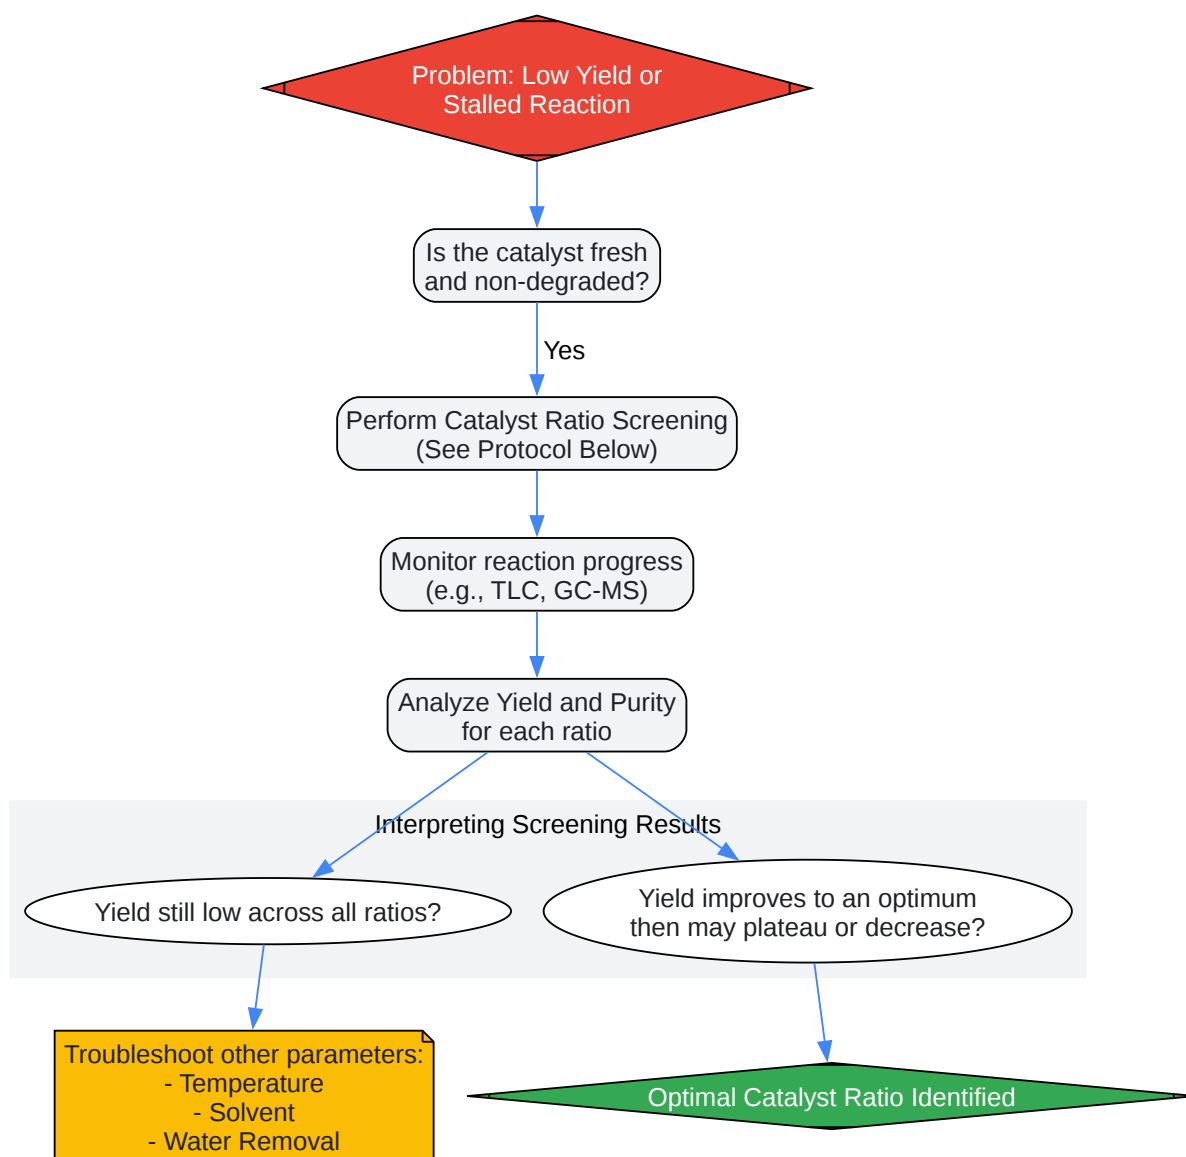 Problem: Low Yield or
Stalled Reaction
Is the catalyst fresh
and non-degraded?
Yes
Perform Catalyst Ratio Screening
(See Protocol Below)
Monitor reaction progress
(e.g., TLC, GC-MS)
Analyze Yield and Purity
for each ratio
Interpreting Screening Results
Yield still low across all ratios?
Yield improves to an optimum
then may plateau or decrease?
Troubleshoot other parameters:
- Temperature
- Solvent
- Water Removal
Optimal Catalyst Ratio Identified